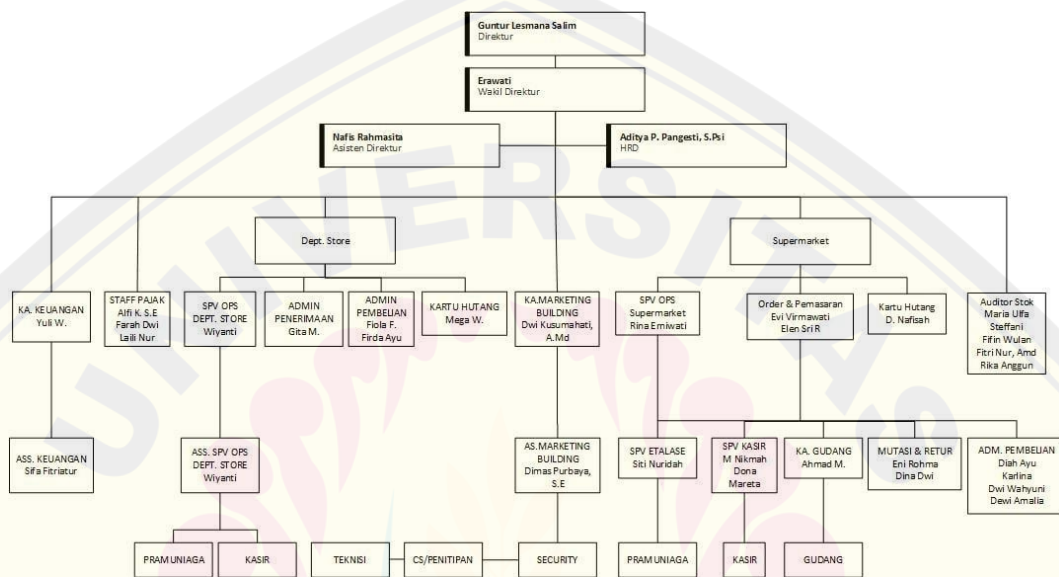 Guntur Lesmana Salim
Direktur
Erawati
Wakil Direktur
Nafis Rahmasita
Asisten Direktur
Aditya P. Pangesti, S.Psi
HRD
Dept. Store
Supermarket
KA. KEUANGAN
Yuli W.
STAFF PAJAK
Alfi K. S.E
Farah Dwi
Laili Nur
SPV OPS
DEPT. STORE
Wiyanti
ADMIN
PENERIMAAN
Gita M.
ADMIN
PEMBELIAN
Fiola F.
Firda Ayu
KARTU HUTANG
Mega W.
KA.MARKETING
BUILDING
Dwi Kusumahati,
A.Md
SPV OPS
Supermarket
Rina Emiwati
Order & Pemasaran
Evi Virmawati
Elen Sri R
Kartu Hutang
D. Nafisah
Auditor Stok
Maria Ulfa
Steffani
Fifin Wulan
Fitri Nur, Amd
Rika Anggun
ASS. KEUANGAN
Sifa Fitriatur
ASS. SPV OPS
DEPT. STORE
Wiyanti
AS.MARKETING
BUILDING
Dimas Purbaya,
S.E
SPV ETALASE
Siti Nuridah
SPV KASIR
M Nikmah
Dona
Mareta
KA. GUDANG
Ahmad M.
MUTASI & RETUR
Eni Rohma
Dina Dwi
ADM. PEMBELIAN
Diah Ayu
Karlina
Dwi Wahyuni
Dewi Amalia
PRAMUNIAGA
KASIR
TEKNISI
CS/PENITIPAN
SECURITY
PRAMUNIAGA
KASIR
GUDANG
UNIVERSITAS